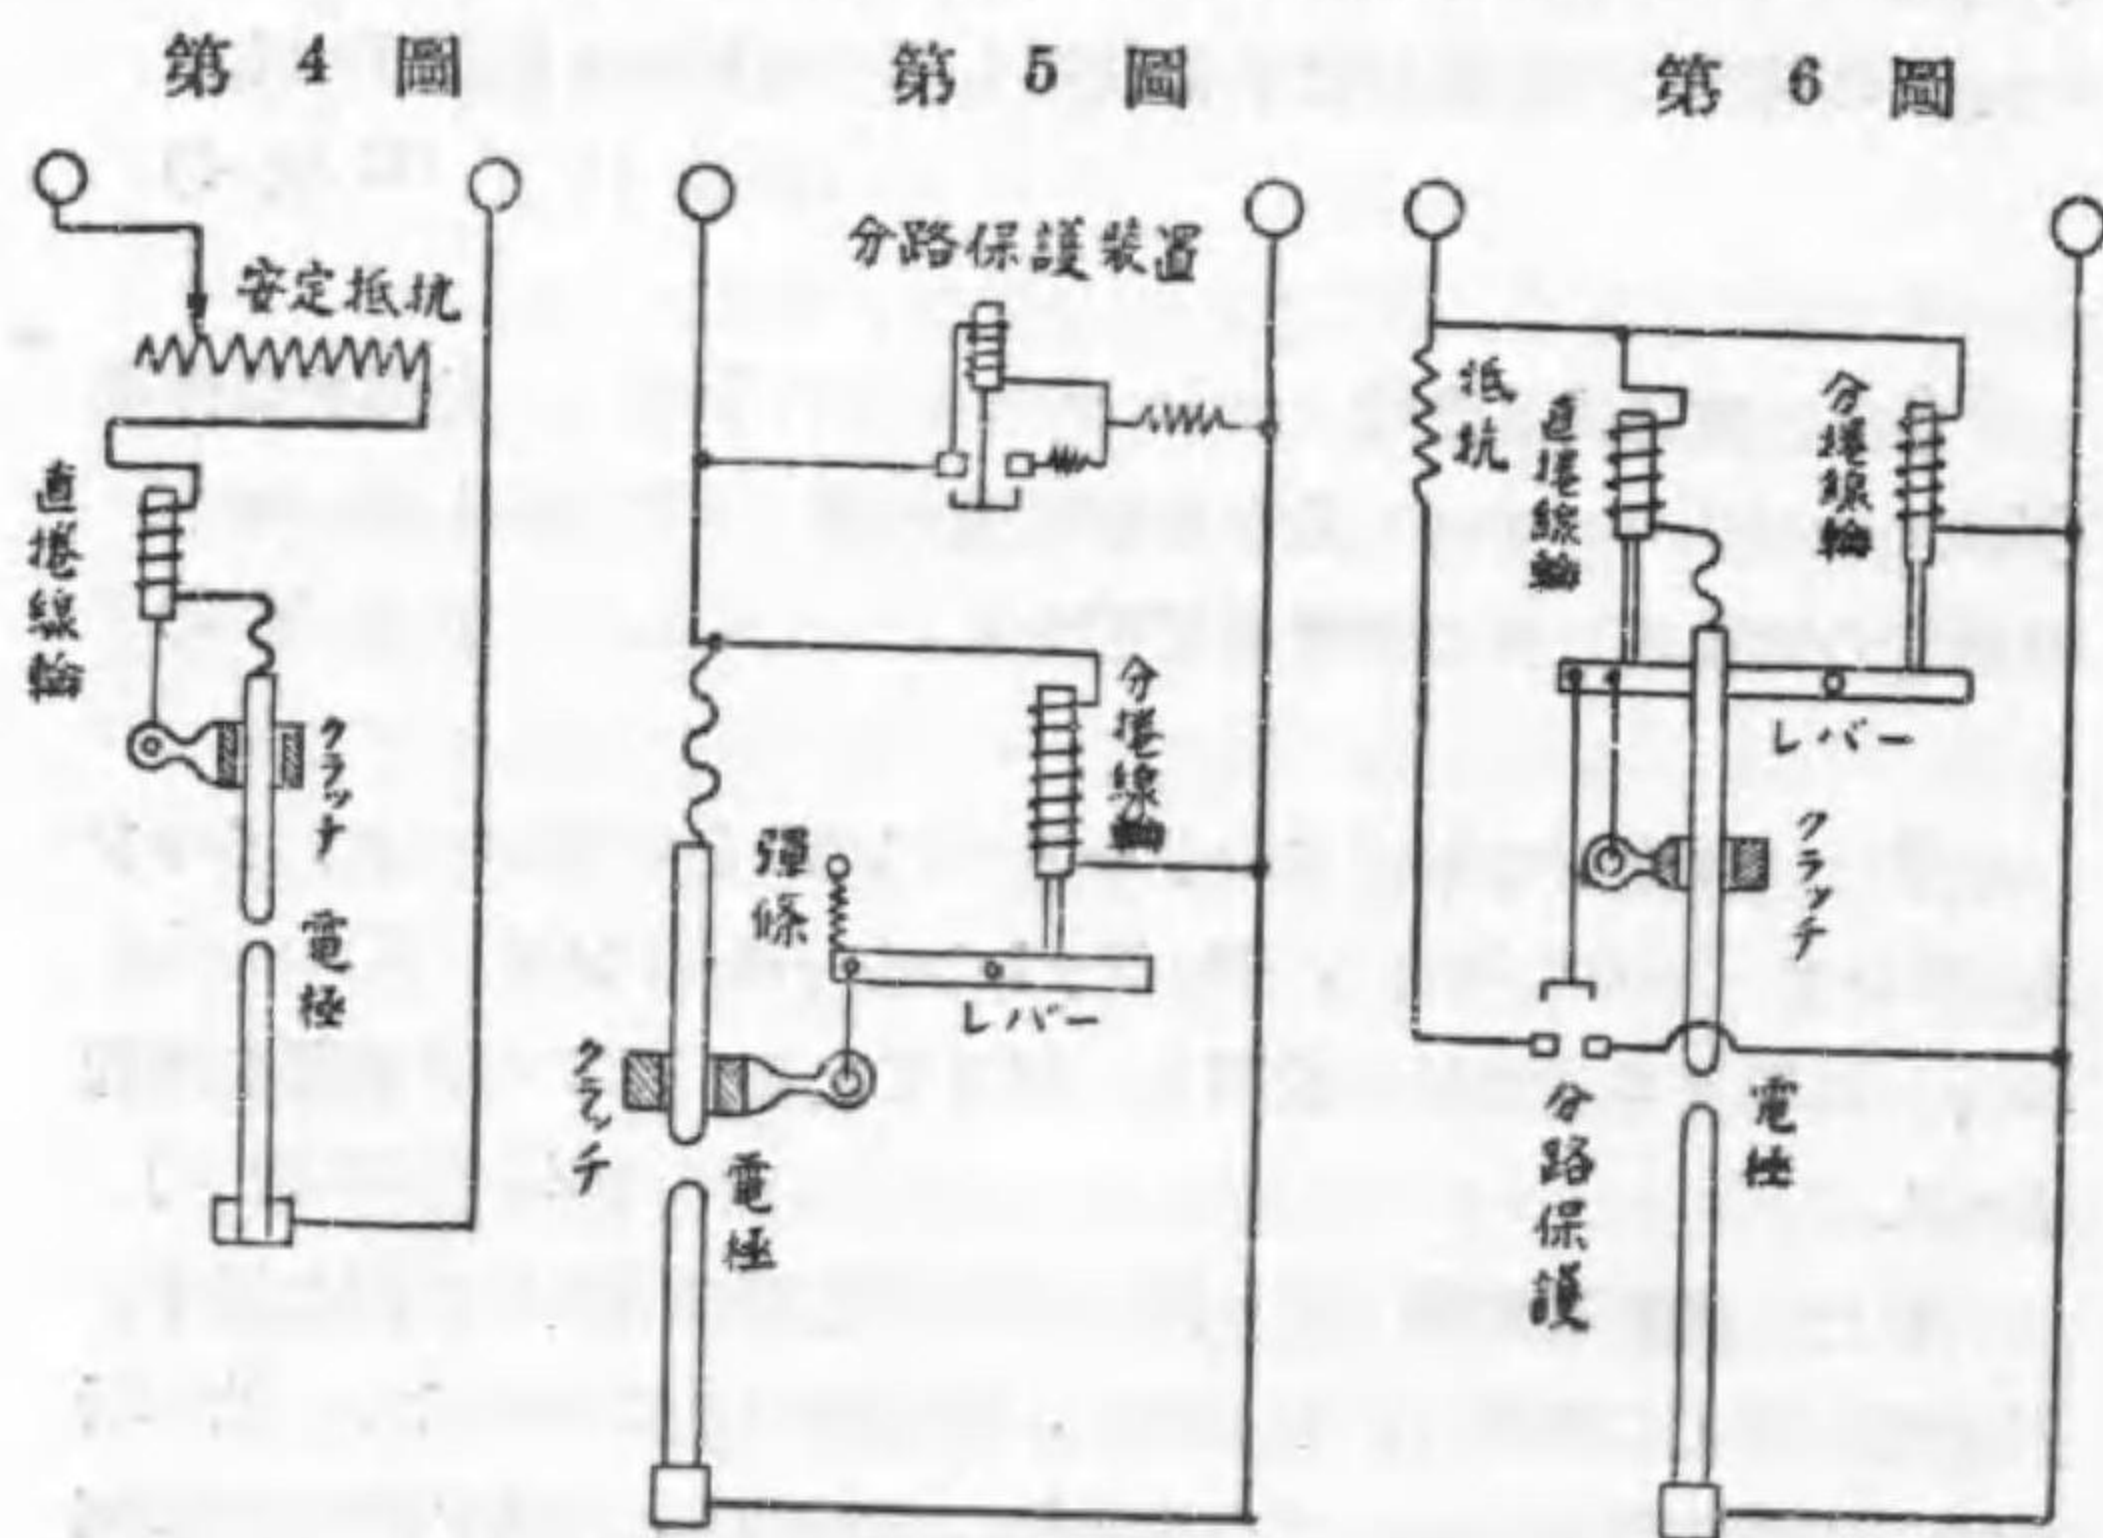 第4圖
安定抵抗
直捲線輪
クラッチ
電極
第5圖
分路保護装置
分捲線輪
彈條
レバー
クラッチ
電極
第6圖
抵抗
直捲線輪
分捲線輪
レバー
クラッチ
電極
分路保護